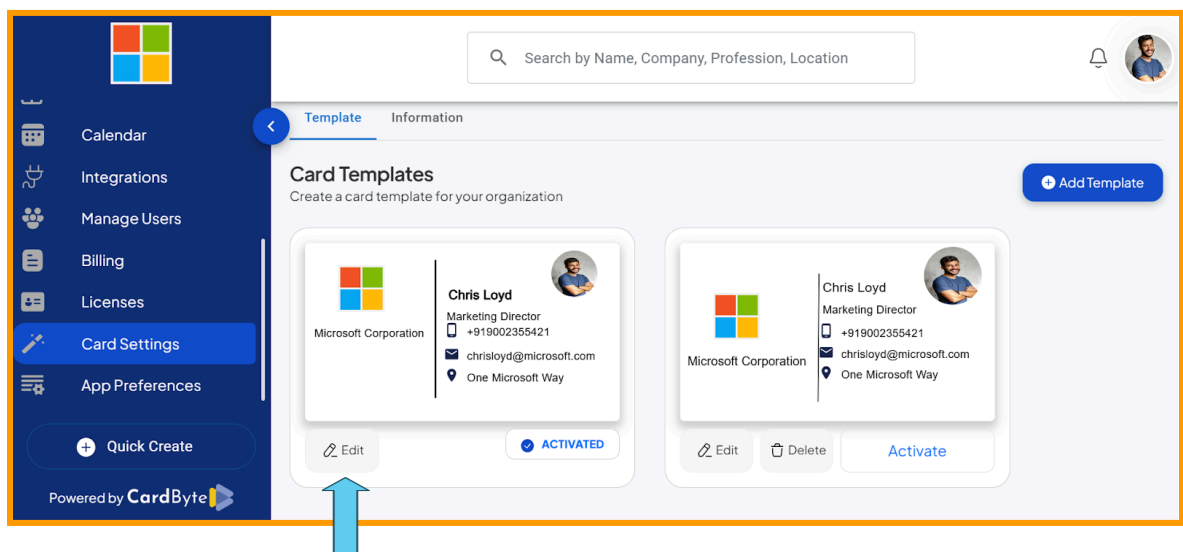 Search by Name, Company, Profession, Location
Calendar
Integrations
Manage Users
Billing
Licenses
Card Settings
App Preferences
Quick Create
Powered by CardByte
Template
Information
Card Templates
Create a card template for your organization
Add Template
Microsoft Corporation
Chris Loyd
Marketing Director
+919002355421
chrisloyd@microsoft.com
One Microsoft Way
Edit
ACTIVATED
Microsoft Corporation
Chris Loyd
Marketing Director
+919002355421
chrisloyd@microsoft.com
One Microsoft Way
Edit
Delete
Activate